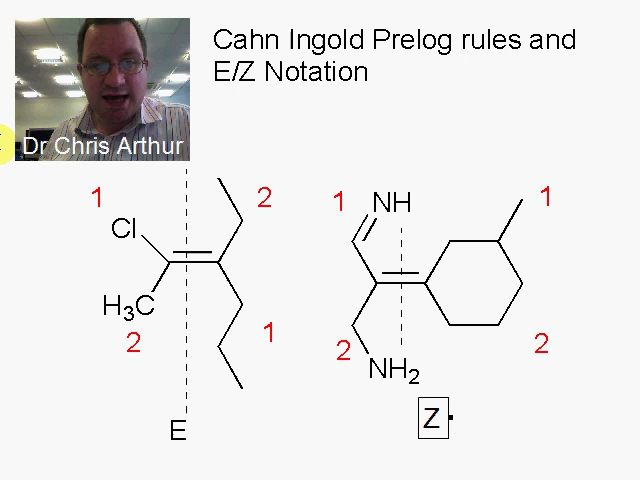 Cahn Ingold Prelog rules and
E/Z Notation
Dr Chris Arthur
1
2
1
1
Cl
NH
H3C
2
1
2
2
NH2
E
Z